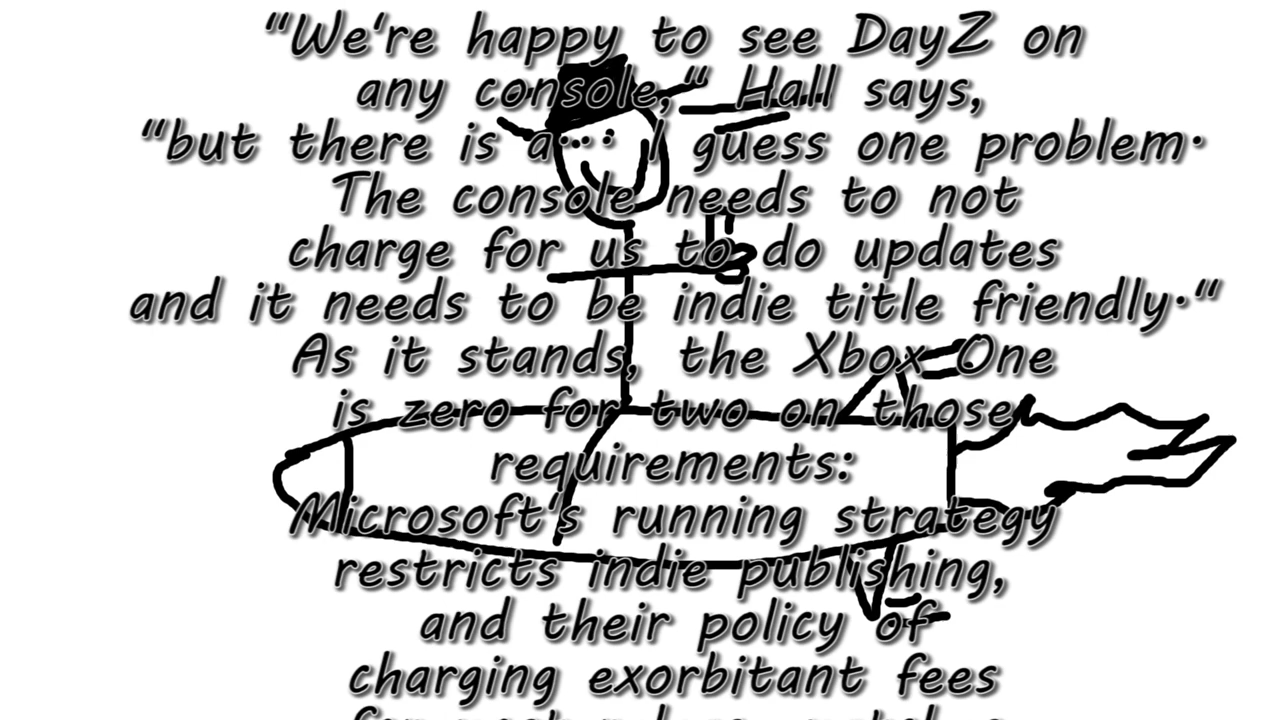 “We‘re happy to see DayZ on
any console,“ Hall says,
“but there is a... I guess one problem.
The console needs to not
charge for us to do updates
and it needs to be indie title friendly.“
As it stands, the Xbox One
is zero for two on those
requirements:
Microsoft‘s running strategy
restricts indie publishing,
and their policy of
charging exorbitant fees